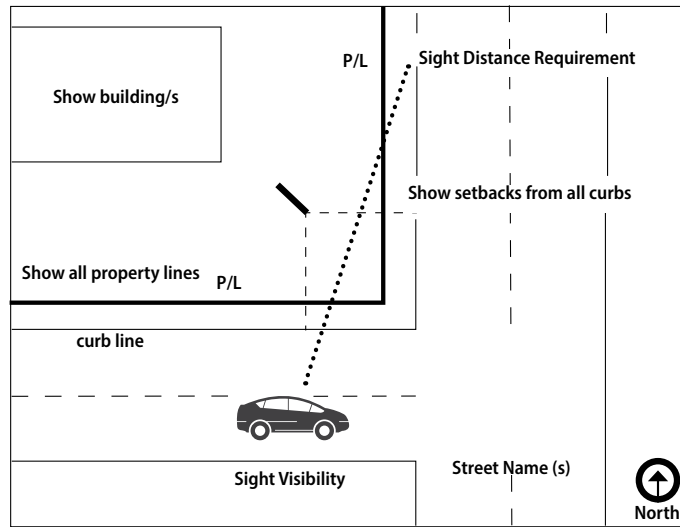 P/L
Sight Distance Requirement
Show building/s
Show setbacks from all curbs
Show all property lines
P/L
curb line
Sight Visibility
Street Name (s)
North